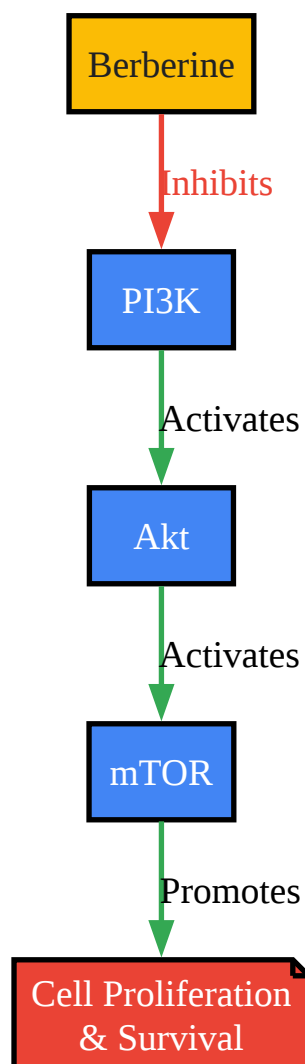 Berberine
Inhibits
PI3K
Activates
Akt
Activates
mTOR
Promotes
Cell Proliferation
& Survival